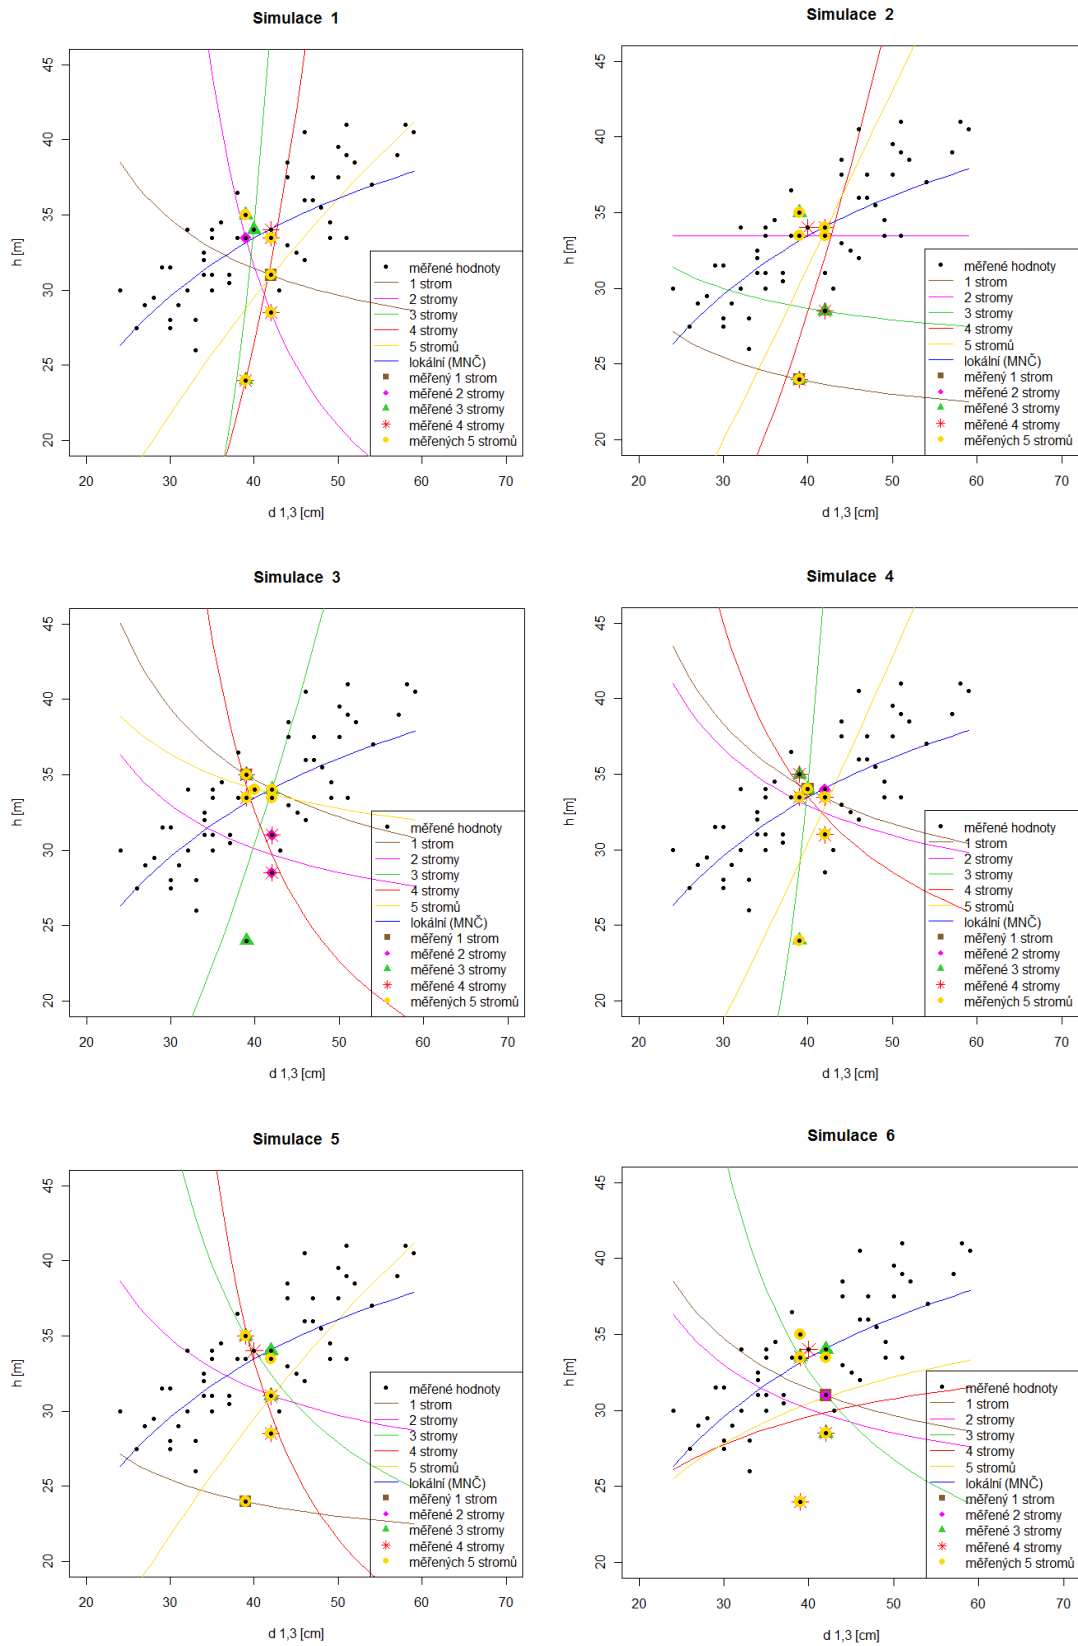 Simulace 1
45
40
35
30
25
20
h [m]
20
30
40
50
60
70
d 1,3 [cm]
měřené hodnoty
1 strom
2 stromy
3 stromy
4 stromy
5 stromů
lokální (MNČ)
měřený 1 strom
měřené 2 stromy
měřené 3 stromy
měřené 4 stromy
měřených 5 stromů
Simulace 2
45
40
35
30
25
20
h [m]
20
30
40
50
60
70
d 1,3 [cm]
měřené hodnoty
1 strom
2 stromy
3 stromy
4 stromy
5 stromů
lokální (MNČ)
měřený 1 strom
měřené 2 stromy
měřené 3 stromy
měřené 4 stromy
měřených 5 stromů
Simulace 3
45
40
35
30
25
20
h [m]
20
30
40
50
60
70
d 1,3 [cm]
měřené hodnoty
1 strom
2 stromy
3 stromy
4 stromy
5 stromů
lokální (MNČ)
měřený 1 strom
měřené 2 stromy
měřené 3 stromy
měřené 4 stromy
měřených 5 stromů
Simulace 4
45
40
35
30
25
20
h [m]
20
30
40
50
60
70
d 1,3 [cm]
měřené hodnoty
1 strom
2 stromy
3 stromy
4 stromy
5 stromů
lokální (MNČ)
měřený 1 strom
měřené 2 stromy
měřené 3 stromy
měřené 4 stromy
měřených 5 stromů
Simulace 5
45
40
35
30
25
20
h [m]
20
30
40
50
60
70
d 1,3 [cm]
měřené hodnoty
1 strom
2 stromy
3 stromy
4 stromy
5 stromů
lokální (MNČ)
měřený 1 strom
měřené 2 stromy
měřené 3 stromy
měřené 4 stromy
měřených 5 stromů
Simulace 6
45
40
35
30
25
20
h [m]
20
30
40
50
60
70
d 1,3 [cm]
měřené hodnoty
1 strom
2 stromy
3 stromy
4 stromy
5 stromů
lokální (MNČ)
měřený 1 strom
měřené 2 stromy
měřené 3 stromy
měřené 4 stromy
měřených 5 stromů